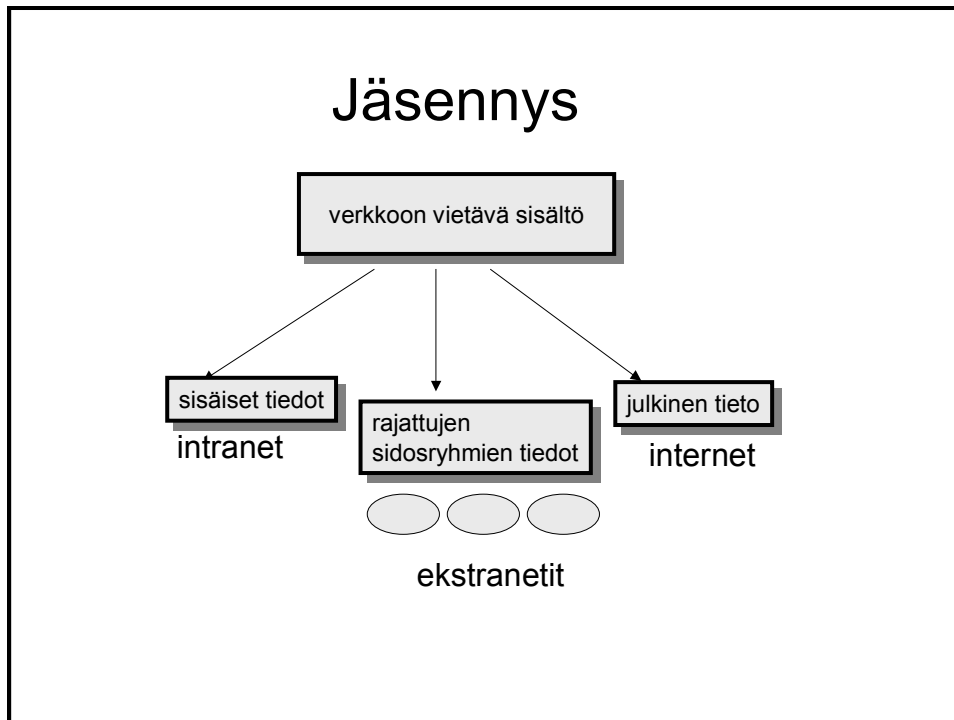 Jäsennys
verkkoon vietävä sisältö
sisäiset tiedot
intranet
rajattujen
sidosryhmien tiedot
ekstranetit
julkinen tieto
internet